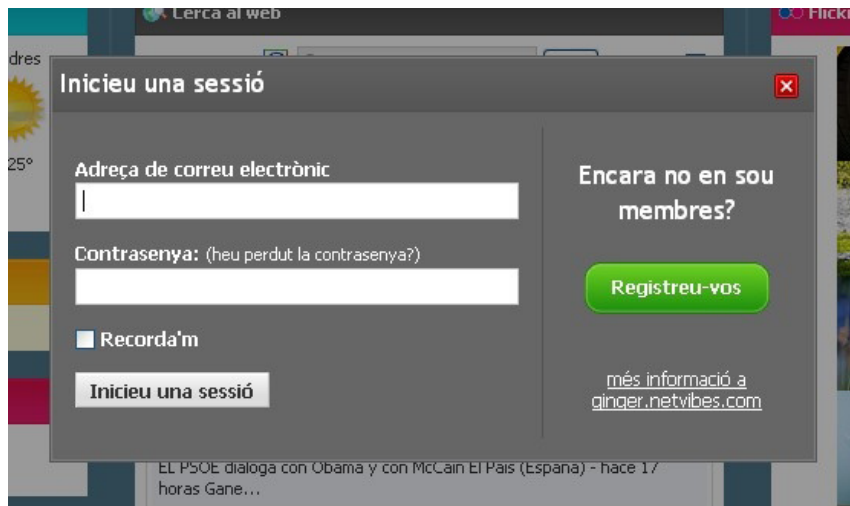 Cerca al web
Flick
dres
25°
Inicieu una sessió
Adreça de correu electrònic
Contrasenya: (heu perdut la contrasenya?)
Recorda'm
Inicieu una sessió
Encara no en sou
membres?
Registreu-vos
més informació a
ginger.netvibes.com
EL PSOE dialoga con Obama y con McCain El País (España) - hace 17
horas Gane...